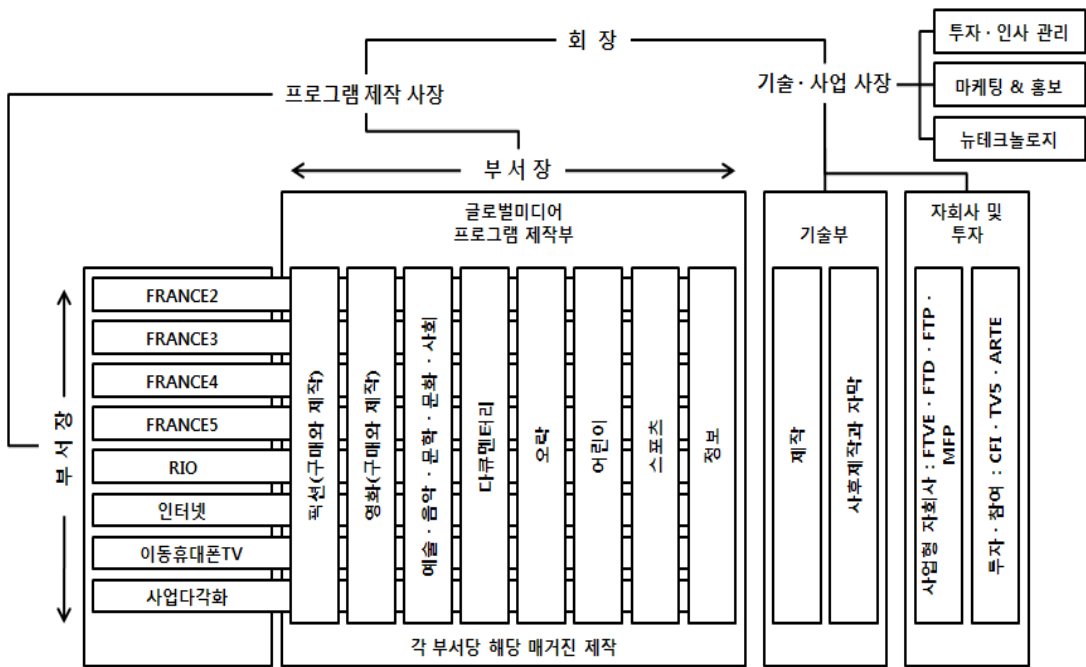 회 장
프로그램 제작 사장
기술 · 사업 사장
투자 · 인사 관리
마케팅 & 홍보
뉴테크놀로지
부 서 장
글로벌미디어
프로그램 제작부
기술부
자회사 및
투자
부 서 장
FRANCE2
FRANCE3
FRANCE4
FRANCE5
RIO
인터넷
이동휴대폰TV
사업다각화
픽션(구매와 제작)
영화(구매와 제작)
예술 · 음악 · 문학 · 문화 · 사회
다큐멘터리
오락
어린이
스포츠
정보
제작
사후제작과 자막
사업형 자회사 : FTVE · FTD · FTP ·
MFP
투자 · 참여 : CFI · TV5 · ARTE
각 부서당 해당 매거진 제작